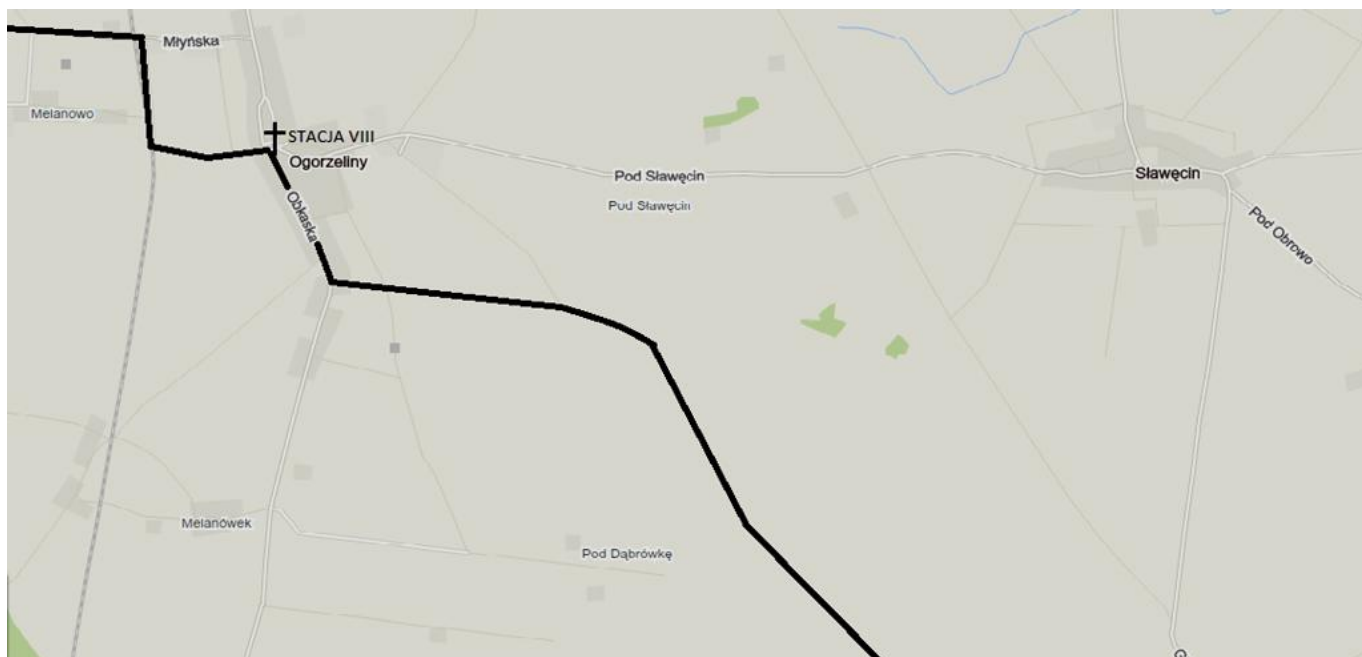 Młyńska
Melanowo
STACJA VIII
Ogorzeliny
Pod Sławęcin
Sławęcin
Pod Sławęcin
Obkaska
Pod Obrowo
Melanówek
Pod Dąbrówkę